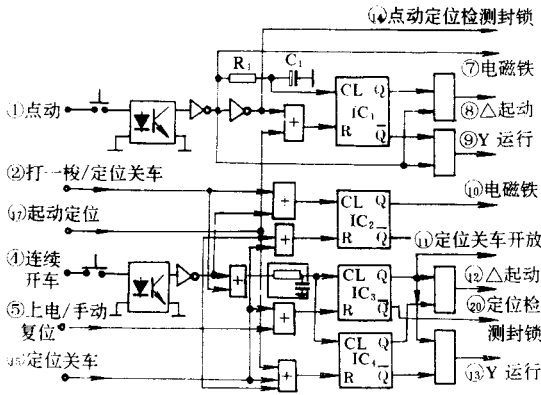 ⑭点动定位检测封锁
R₁
C₁
⑦电磁铁
CL Q
IC₁
R Q̅
⑧△起动
⑨Y 运行
①点动
+
②打一梭/定位关车
+
CL Q
IC₂
R Q̅
⑩电磁铁
⑰起动定位
+
⑪定位关车开放
④连续
开车
+
CL Q
IC₃
R Q̅
⑫△起动
⑳定位检
测封锁
⑤上电/手动
复位
+
CL Q
IC₄
R Q̅
⑬Y 运行
⑮定位关车
+